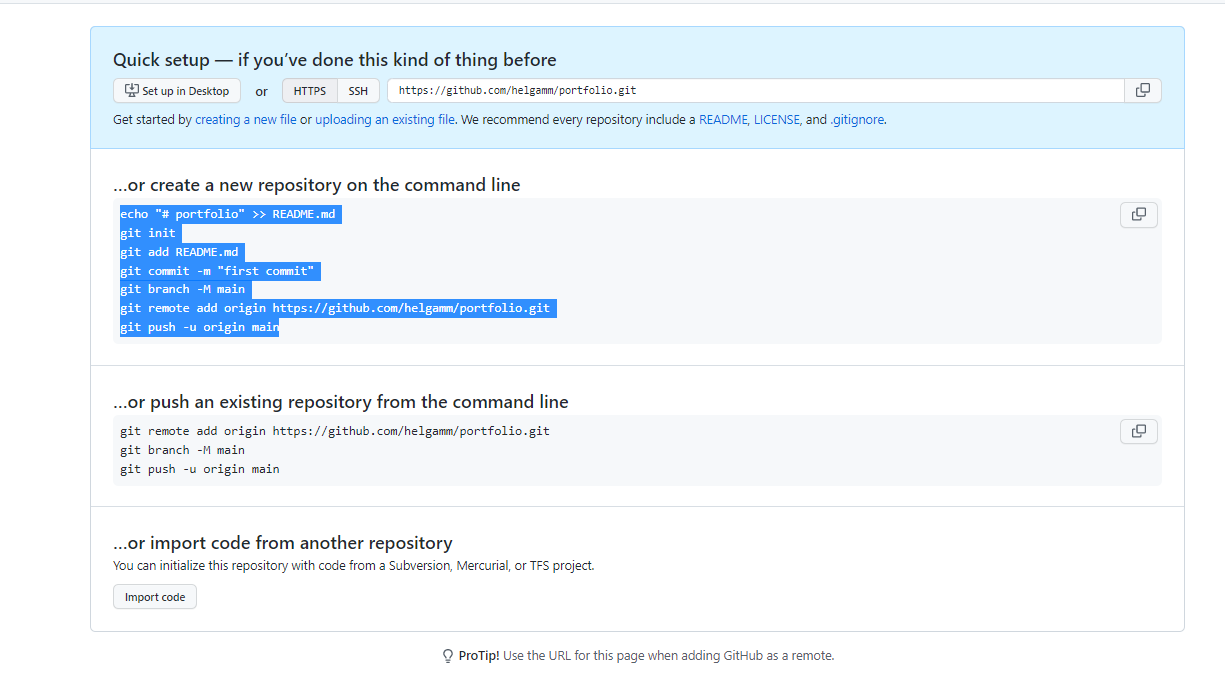 Quick setup — if you’ve done this kind of thing before
Set up in Desktop or HTTPS SSH https://github.com/helgamm/portfolio.git
Get started by creating a new file or uploading an existing file. We recommend every repository include a README, LICENSE, and .gitignore.
…or create a new repository on the command line
echo "# portfolio" >> README.md
git init
git add README.md
git commit -m "first commit"
git branch -M main
git remote add origin https://github.com/helgamm/portfolio.git
git push -u origin main
…or push an existing repository from the command line
git remote add origin https://github.com/helgamm/portfolio.git
git branch -M main
git push -u origin main
…or import code from another repository
You can initialize this repository with code from a Subversion, Mercurial, or TFS project.
Import code
ProTip! Use the URL for this page when adding GitHub as a remote.